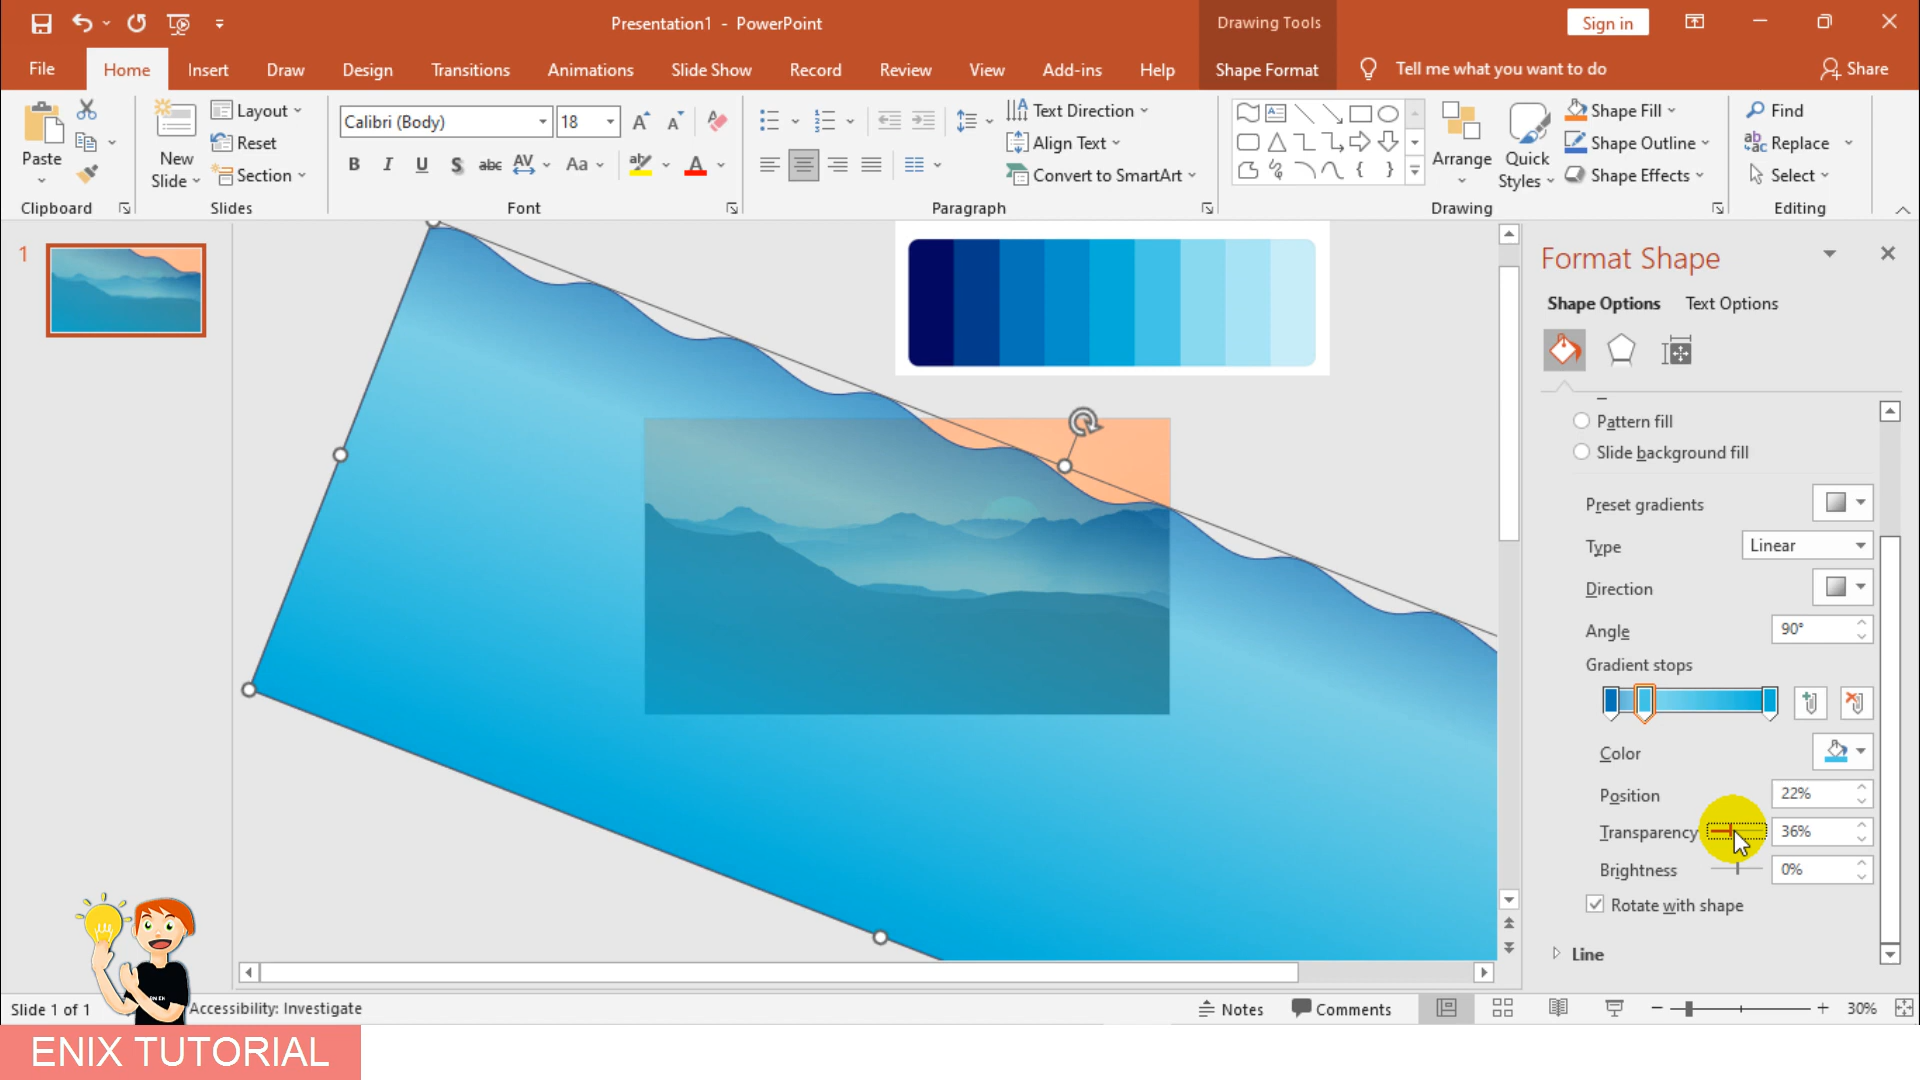 Presentation1 - PowerPoint
Drawing Tools
Sign in
File
Home
Insert
Draw
Design
Transitions
Animations
Slide Show
Record
Review
View
Add-ins
Help
Shape Format
Tell me what you want to do
Share
Paste
Clipboard
New
Slide
Layout
Reset
Section
Slides
Calibri (Body)
18
B I U S abc AV Aa A
Font
Text Direction
Align Text
Convert to SmartArt
Paragraph
Arrange
Quick
Styles
Shape Fill
Shape Outline
Shape Effects
Drawing
Find
Replace
Select
Editing
1
Format Shape
Shape Options
Text Options
Pattern fill
Slide background fill
Preset gradients
Type
Linear
Direction
Angle
90°
Gradient stops
Color
Position
22%
Transparency
36%
Brightness
0%
Rotate with shape
Line
Slide 1 of 1
Accessibility: Investigate
Notes
Comments
30%
ENIX TUTORIAL